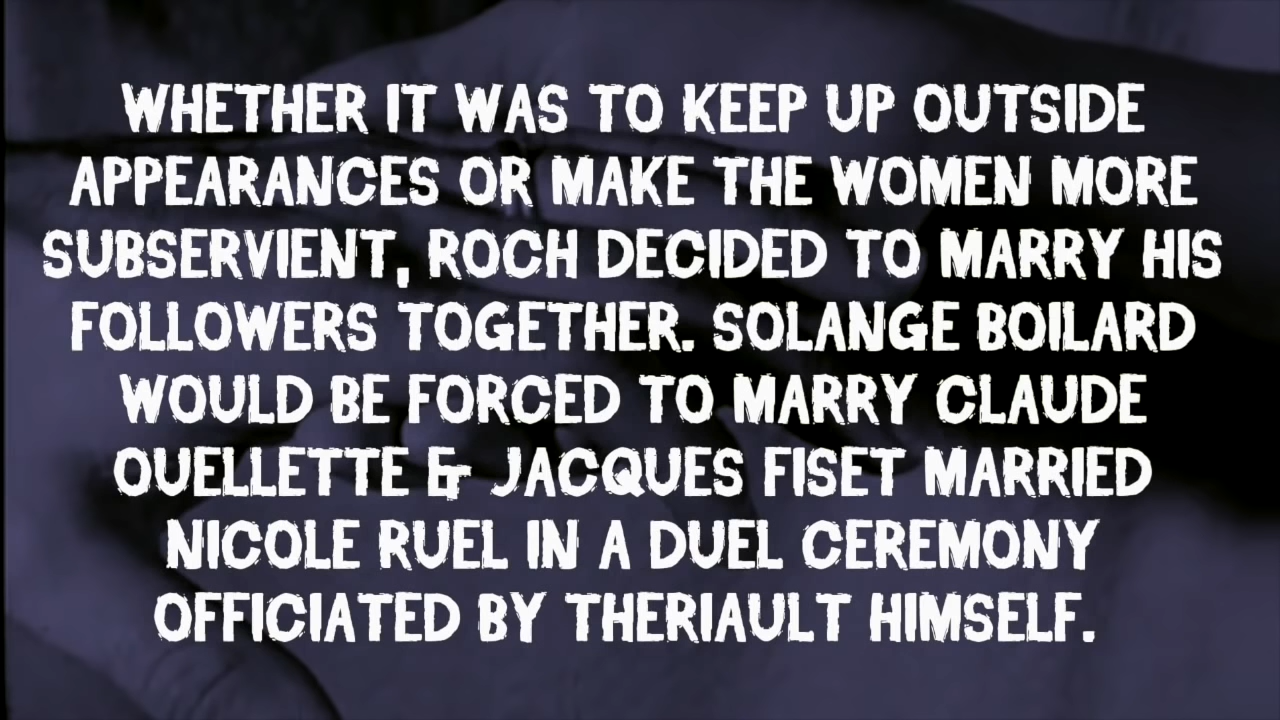 WHETHER IT WAS TO KEEP UP OUTSIDE
APPEARANCES OR MAKE THE WOMEN MORE
SUBSERVIENT, ROCH DECIDED TO MARRY HIS
FOLLOWERS TOGETHER. SOLANGE BOILARD
WOULD BE FORCED TO MARRY CLAUDE
OUELLETTE & JACQUES FISET MARRIED
NICOLE RUEL IN A DUEL CEREMONY
OFFICIATED BY THERIAULT HIMSELF.